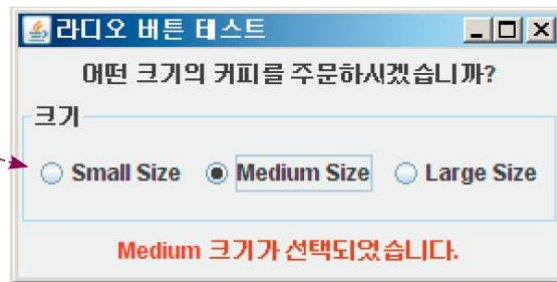 라디오 버튼 테스트
어떤 크기의 커피를 주문하시겠습니까?
크기
Small Size Medium Size Large Size
Medium 크기가 선택되었습니다.